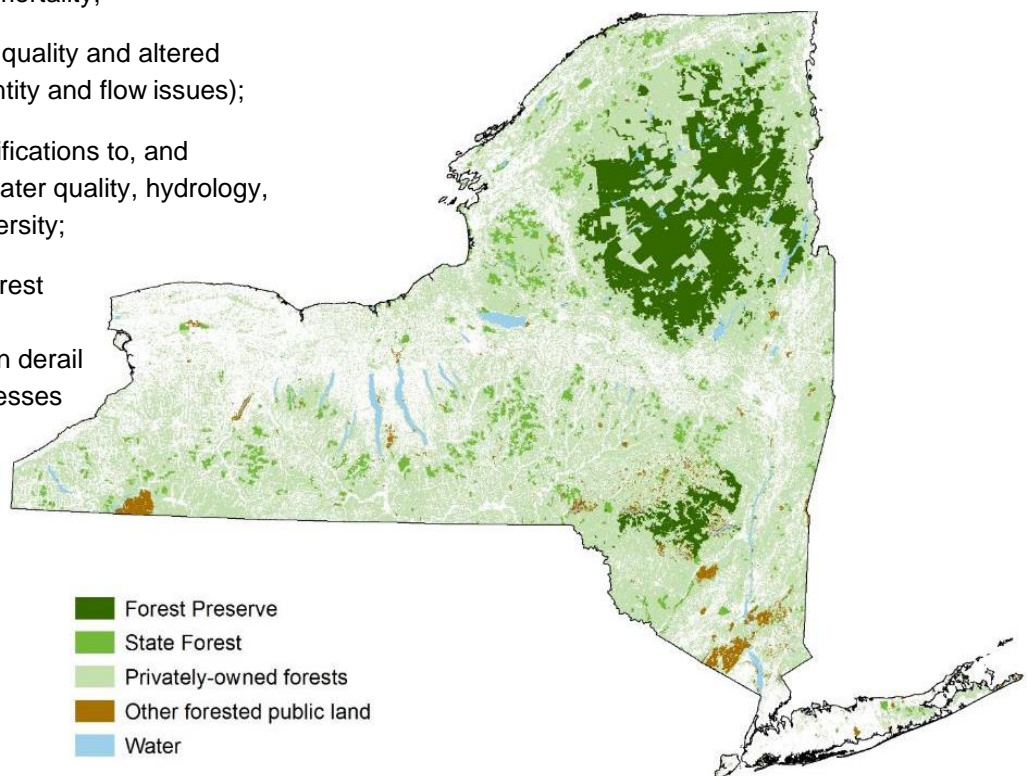 quality and altered
ntity and flow issues);
ifications to, and
ater quality, hydrology,
ersity;
rest
n derail
esses
Forest Preserve
State Forest
Privately-owned forests
Other forested public land
Water